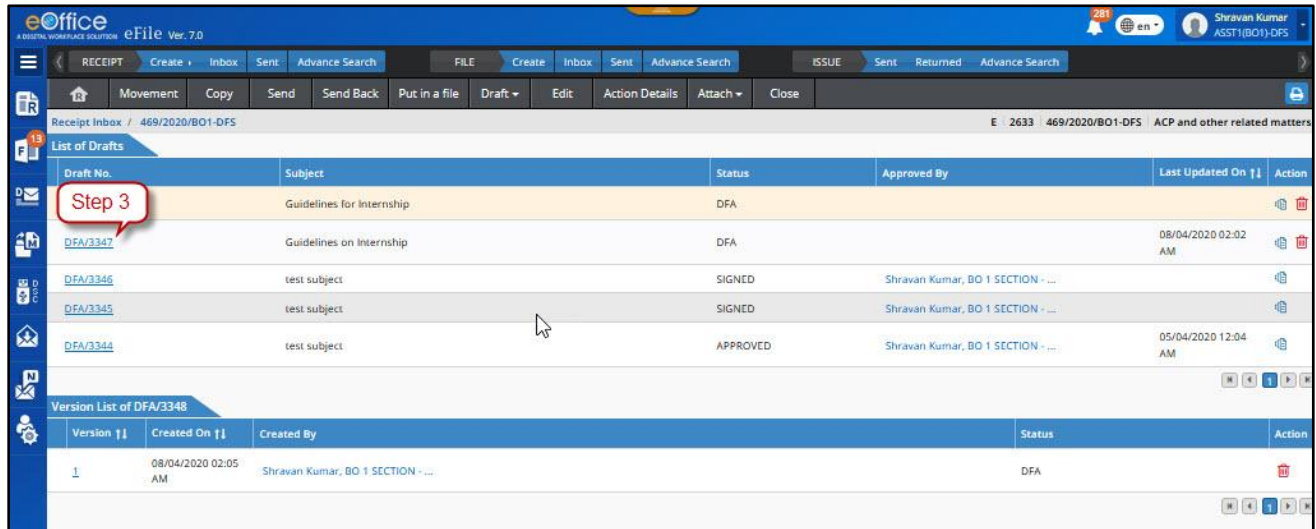 eOffice
A DIGITAL WORKPLACE SOLUTION eFile Ver. 7.0
281 en Shravan Kumar
ASST1(BO1)-DFS
RECEIPT Create Inbox Sent Advance Search FILE Create Inbox Sent Advance Search ISSUE Sent Returned Advance Search
R Movement Copy Send Send Back Put in a file Draft Edit Action Details Attach Close
Receipt Inbox / 469/2020/BO1-DFS E 2633 469/2020/BO1-DFS ACP and other related matters
R
13
F
D
M
DSC
N
List of Drafts
Draft No. Subject Status Approved By Last Updated On Action
Step 3 Guidelines for Internship DFA
DFA/3347 Guidelines on Internship DFA 08/04/2020 02:02
AM
DFA/3346 test subject SIGNED Shravan Kumar, BO 1 SECTION - ...
DFA/3345 test subject SIGNED Shravan Kumar, BO 1 SECTION - ...
DFA/3344 test subject APPROVED Shravan Kumar, BO 1 SECTION - ... 05/04/2020 12:04
AM
1
Version List of DFA/3348
Version Created On Created By Status Action
1 08/04/2020 02:05
AM Shravan Kumar, BO 1 SECTION - ... DFA
1